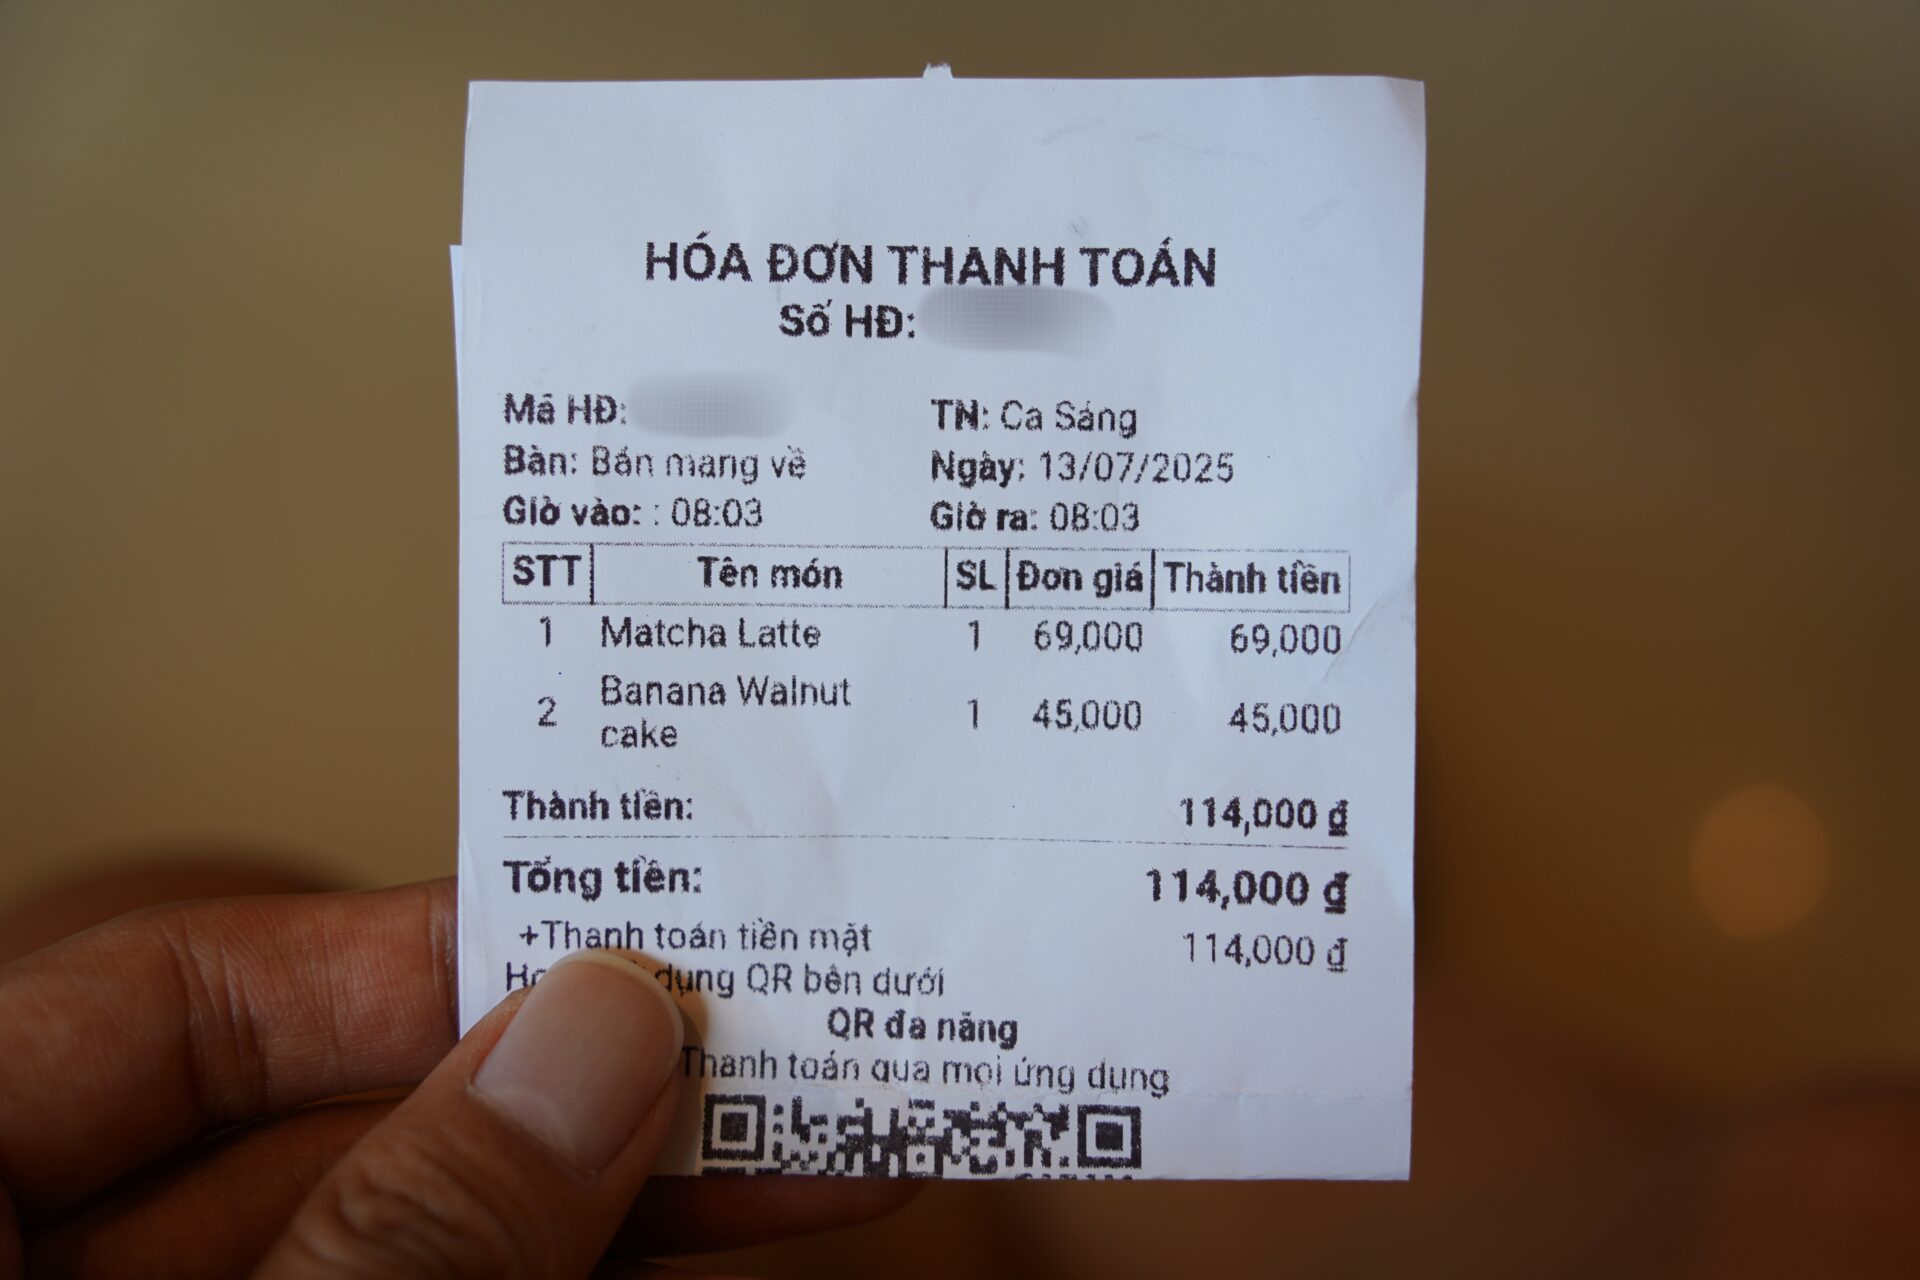 HÓA ĐƠN THANH TOÁN
Số HĐ:
Mã HĐ: TN: Ca Sáng
Bàn: Bán mang về Ngày: 13/07/2025
Giờ vào: : 08:03 Giờ ra: 08:03
STT Tên món SL Đơn giá Thành tiền
1 Matcha Latte 1 69,000 69,000
2 Banana Walnut cake 1 45,000 45,000
Thành tiền: 114,000 ₫
Tổng tiền: 114,000 ₫
+Thanh toán tiền mặt 114,000 ₫
dụng QR bên dưới
QR đa năng
Thanh toán qua mọi ứng dụng